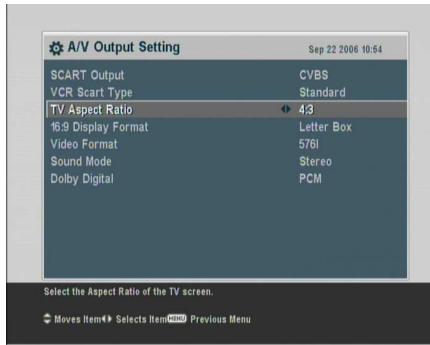 A/V Output Setting Sep 22 2006 10:54
SCART Output CVBS
VCR Scart Type Standard
TV Aspect Ratio 4:3
16:9 Display Format Letter Box
Video Format 576I
Sound Mode Stereo
Dolby Digital PCM
Select the Aspect Ratio of the TV screen.
Moves Item Selects Item MENU Previous Menu